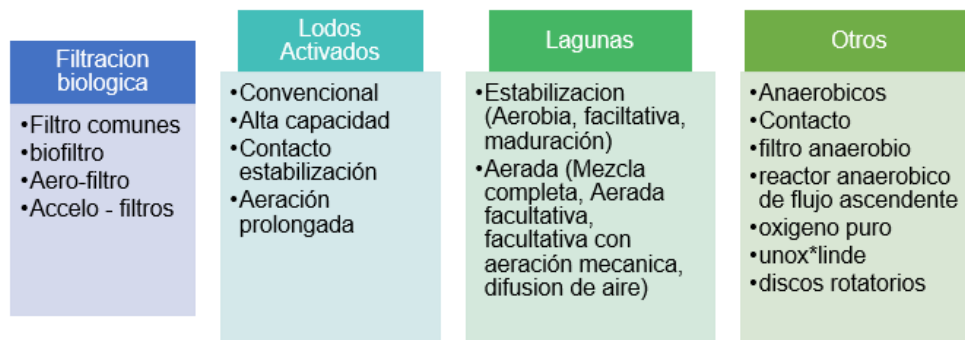 Filtracion
biologica
•Filtro comunes
•biofiltro
•Aero-filtro
•Accelo - filtros
Lodos
Activados
•Convencional
•Alta capacidad
•Contacto
estabilización
•Aeración
prolongada
Lagunas
•Estabilizacion
(Aerobia, faciltativa,
maduración)
•Aerada (Mezcla
completa, Aerada
facultativa,
facultativa con
aeración mecanica,
difusion de aire)
Otros
•Anaerobicos
•Contacto
•filtro anaerobio
•reactor anaerobico
de flujo ascendente
•oxigeno puro
•unox*linde
•discos rotatorios